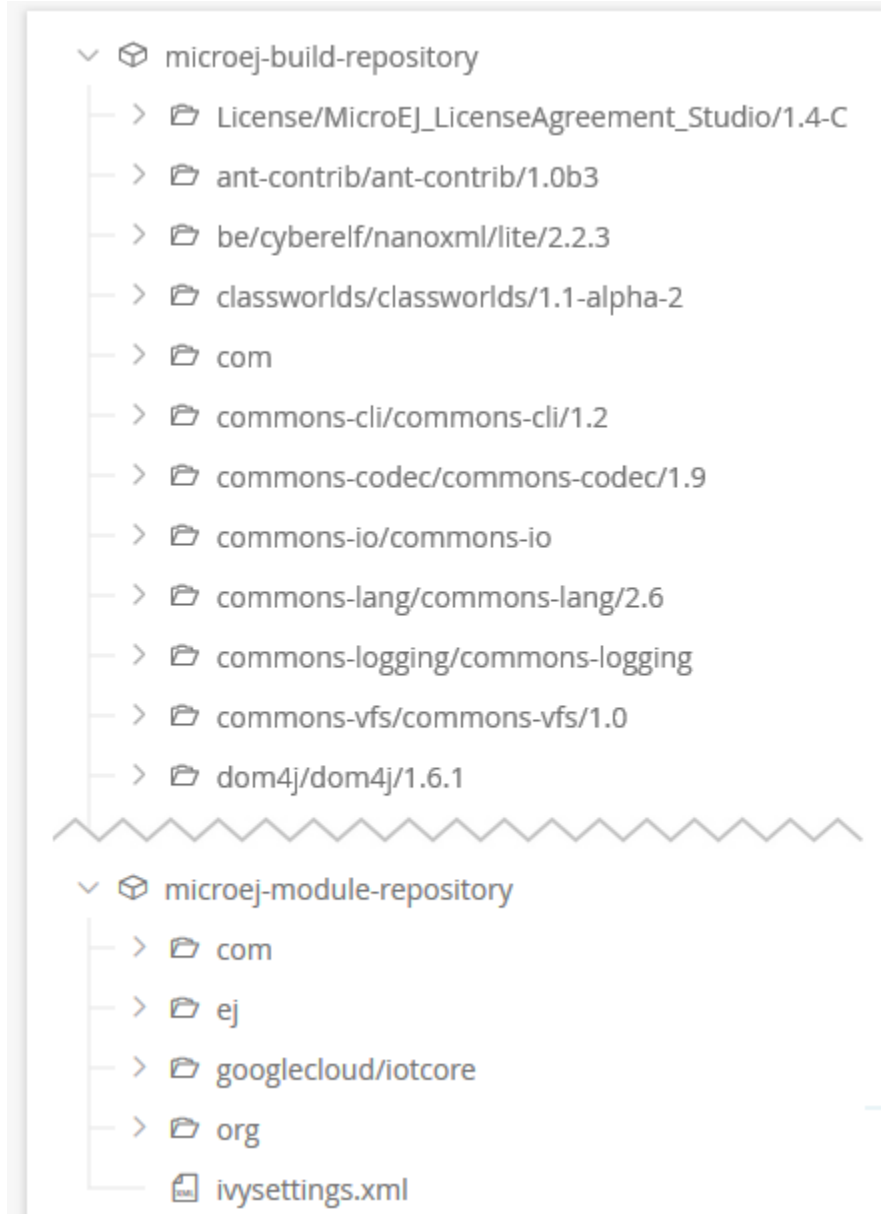 microej-build-repository
License/MicroEJ_LicenseAgreement_Studio/1.4-C
ant-contrib/ant-contrib/1.0b3
be/cyberelf/nanoxml/lite/2.2.3
classworlds/classworlds/1.1-alpha-2
com
commons-cli/commons-cli/1.2
commons-codec/commons-codec/1.9
commons-io/commons-io
commons-lang/commons-lang/2.6
commons-logging/commons-logging
commons-vfs/commons-vfs/1.0
dom4j/dom4j/1.6.1
microej-module-repository
com
ej
googlecloud/iotcore
org
ivysettings.xml